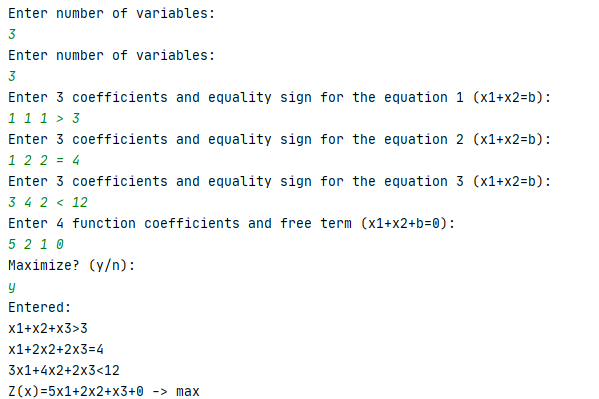 Enter number of variables:
3
Enter number of variables:
3
Enter 3 coefficients and equality sign for the equation 1 (x1+x2=b):
1 1 1 > 3
Enter 3 coefficients and equality sign for the equation 2 (x1+x2=b):
1 2 2 = 4
Enter 3 coefficients and equality sign for the equation 3 (x1+x2=b):
3 4 2 < 12
Enter 4 function coefficients and free term (x1+x2+b=0):
5 2 1 0
Maximize? (y/n):
y
Entered:
x1+x2+x3>3
x1+2x2+2x3=4
3x1+4x2+2x3<12
Z(x)=5x1+2x2+x3+0 -> max